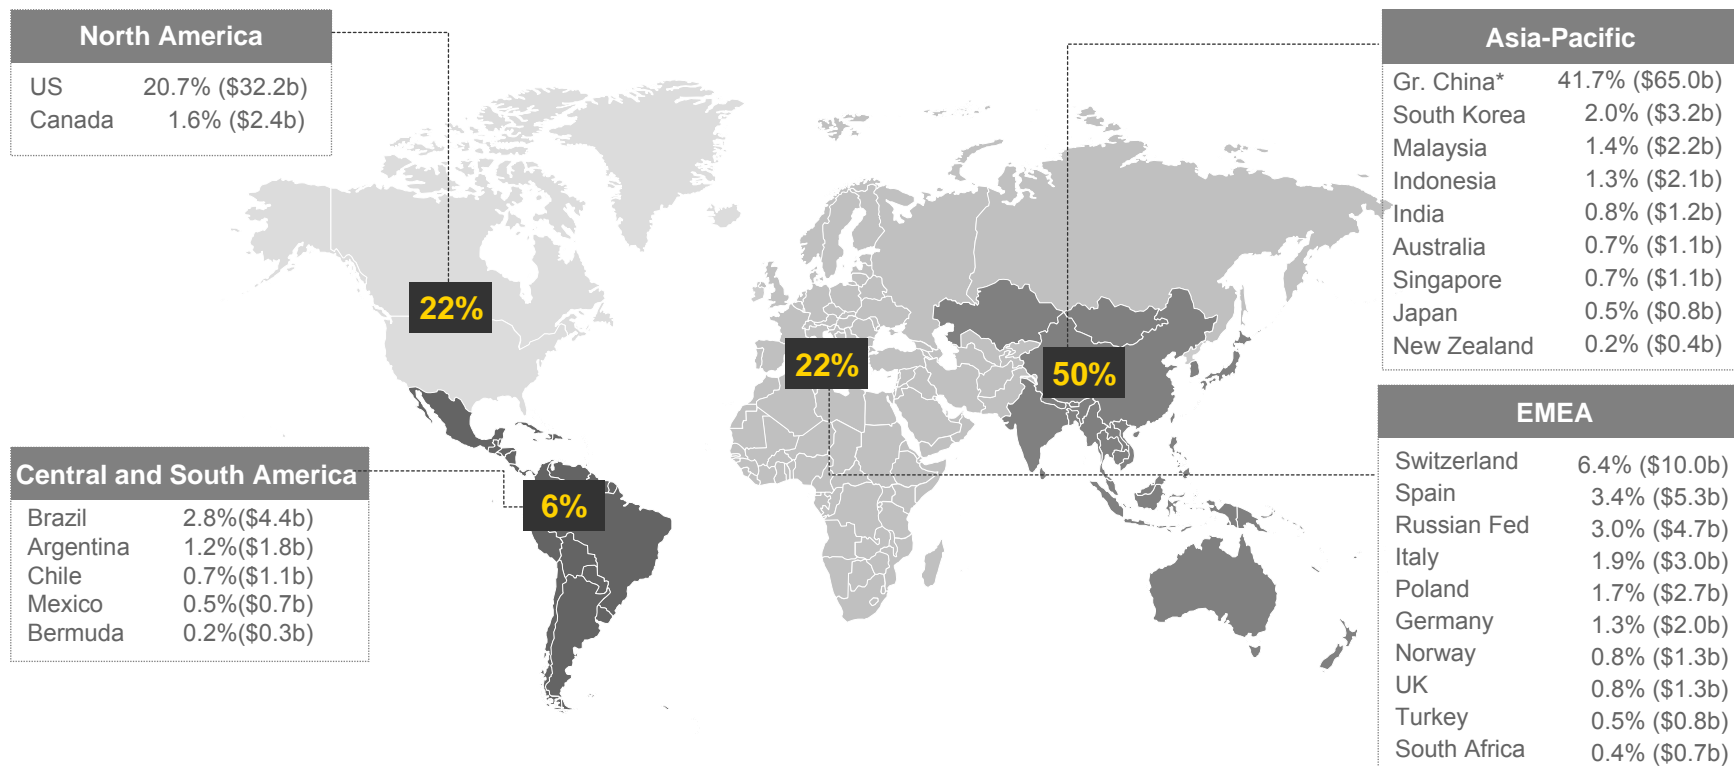 North America
US 20.7% ($32.2b)
Canada 1.6% ($2.4b)
22%
Central and South America
Brazil 2.8%($4.4b)
Argentina 1.2%($1.8b)
Chile 0.7%($1.1b)
Mexico 0.5%($0.7b)
Bermuda 0.2%($0.3b)
6%
22%
50%
Asia-Pacific
Gr. China* 41.7% ($65.0b)
South Korea 2.0% ($3.2b)
Malaysia 1.4% ($2.2b)
Indonesia 1.3% ($2.1b)
India 0.8% ($1.2b)
Australia 0.7% ($1.1b)
Singapore 0.7% ($1.1b)
Japan 0.5% ($0.8b)
New Zealand 0.2% ($0.4b)
EMEA
Switzerland 6.4% ($10.0b)
Spain 3.4% ($5.3b)
Russian Fed 3.0% ($4.7b)
Italy 1.9% ($3.0b)
Poland 1.7% ($2.7b)
Germany 1.3% ($2.0b)
Norway 0.8% ($1.3b)
UK 0.8% ($1.3b)
Turkey 0.5% ($0.8b)
South Africa 0.4% ($0.7b)